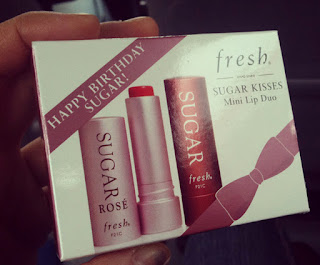 HAPPY BIRTHDAY
SUGAR!
fresh.
SUGAR KISSES
Mini Lip Duo
SUGAR
ROSÉ
fresh.
SUGAR
fresh.